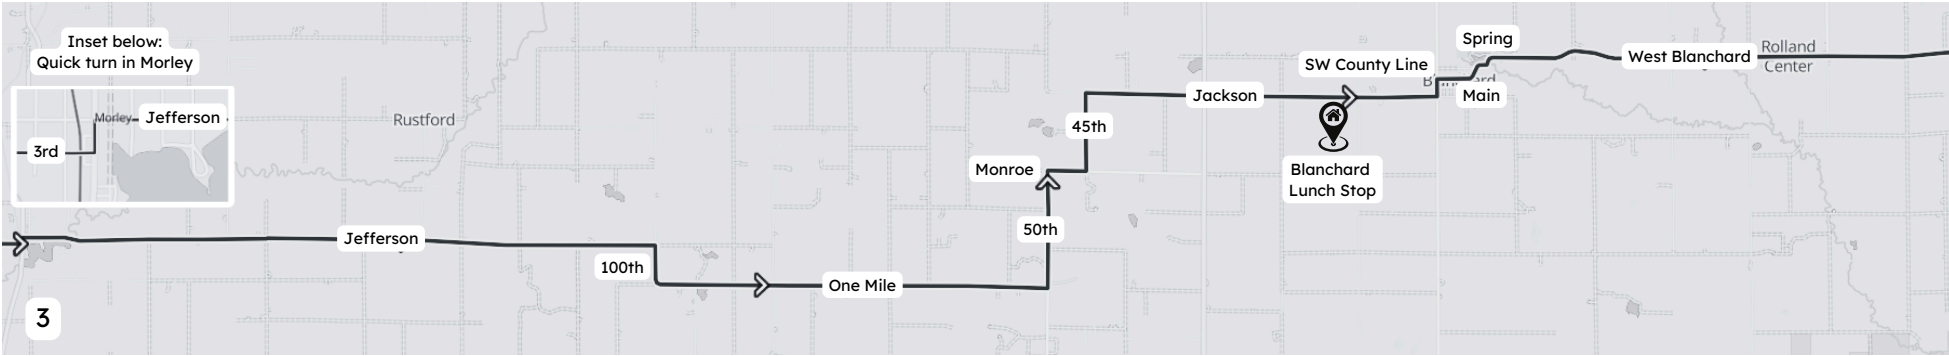 Inset below:
Quick turn in Morley
Morley
Jefferson
3rd
Rustford
Jefferson
100th
One Mile
50th
Monroe
45th
Jackson
SW County Line
Blanchard
Lunch Stop
Spring
Main
West Blanchard
Rolland
Center
3